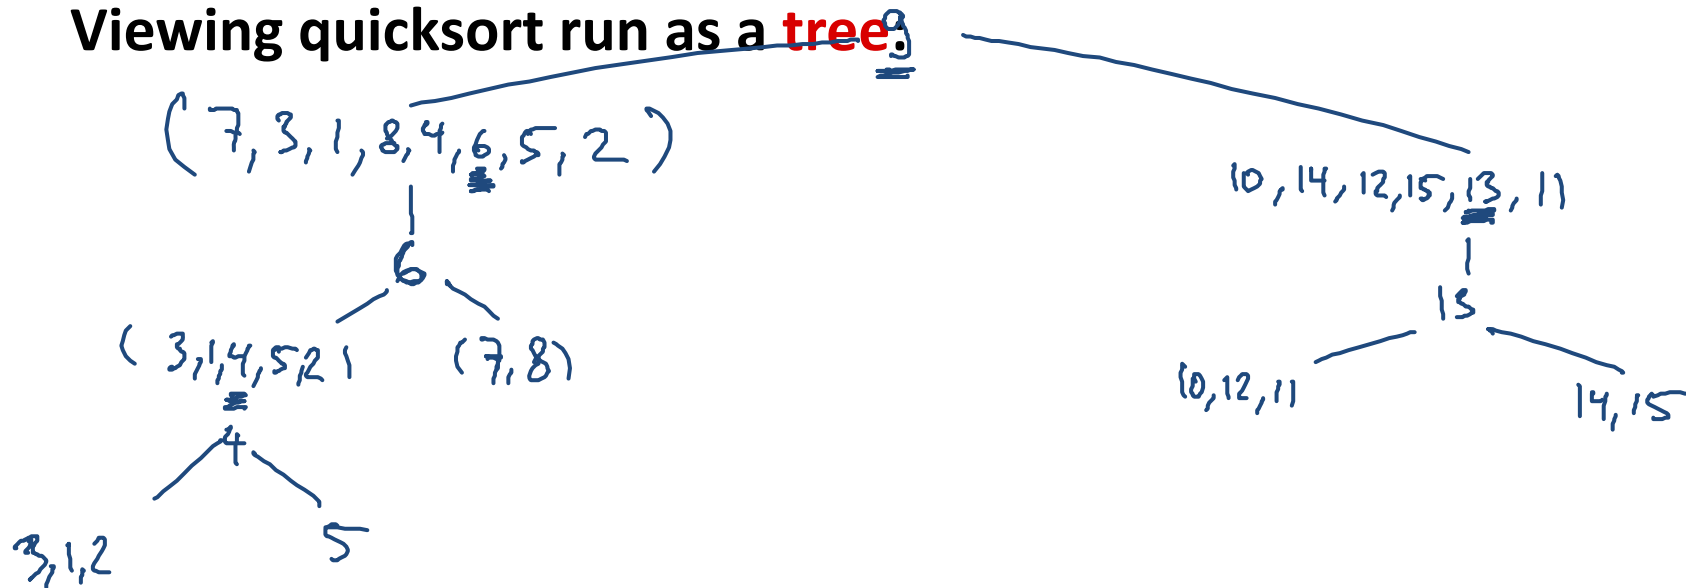 Viewing quicksort run as a tree:
9
(7, 3, 1, 8, 4, 6, 5, 2)
10, 14, 12, 15, 13, 11
6
13
(3, 1, 4, 5, 2)
(7, 8)
10, 12, 11
14, 15
4
3, 1, 2
5